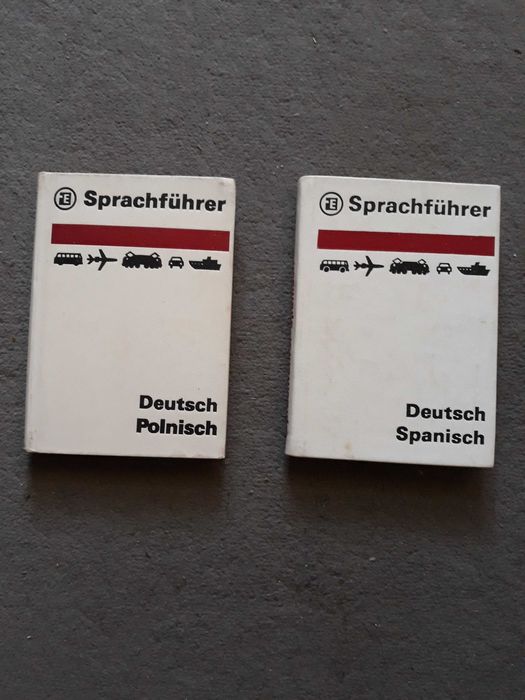 Sprachführer
Deutsch
Polnisch
Sprachführer
Deutsch
Spanisch